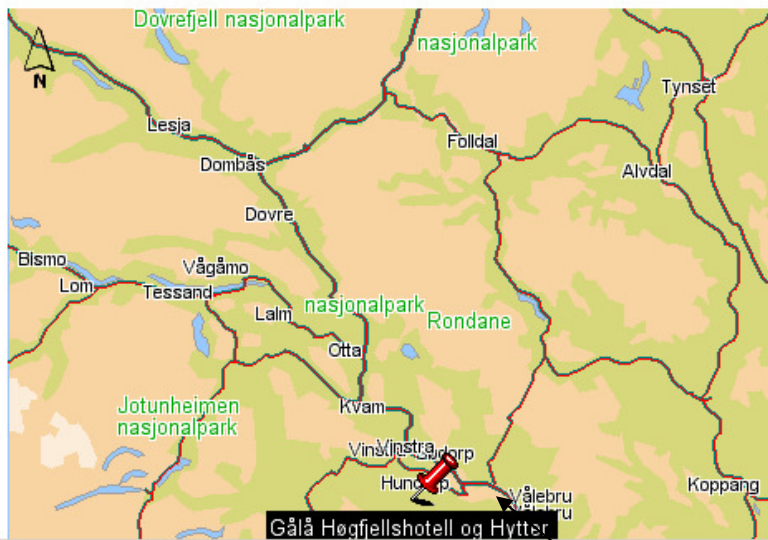 Dovrefjell nasjonalpark
nasjonalpark
N
Tynset
Lesja
Folldal
Dombås
Alvdal
Dovre
Bismo
Vågåmo
Lom
Tessand
nasjonalpark
Lalm
Rondane
Otta
Jotunheimen
nasjonalpark
Kvam
Vinstra
Koppang
Vålebru
Gålå Høgfjellshotell og Hytter